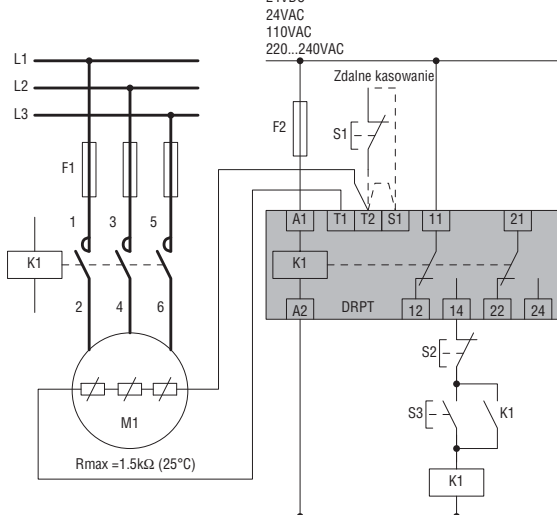 24VAC
110VAC
220...240VAC
L1
L2
L3
Zdalne kasowanie
F1
F2
S1
1 3 5
A1 T1 T2 S1 11 21
K1
K1
2 4 6
A2 DRPT 12 14 22 24
S2
M1
S3 K1
Rmax =1.5kΩ (25°C)
K1